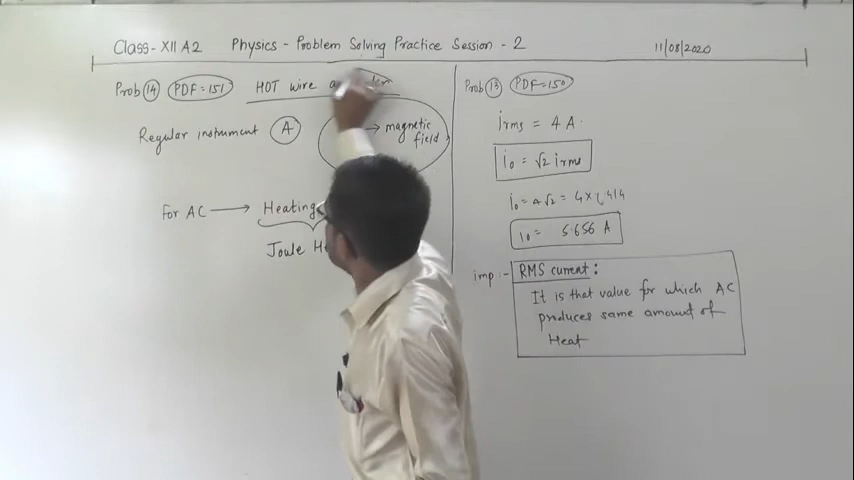 Class-XII A2 Physics - Problem Solving Practice Session - 2 11/08/2020
Prob 14 PDF=151 HOT wire
Regular instrument A → magnetic
field
For AC → Heating
Joule
Prob 13 PDF=150
irms = 4 A.
i0 = √2 irms
i0 = 4√2 = 4×1.414
i0 = 5.656 A
imp :- RMS current :
It is that value for which AC
produces same amount of
Heat